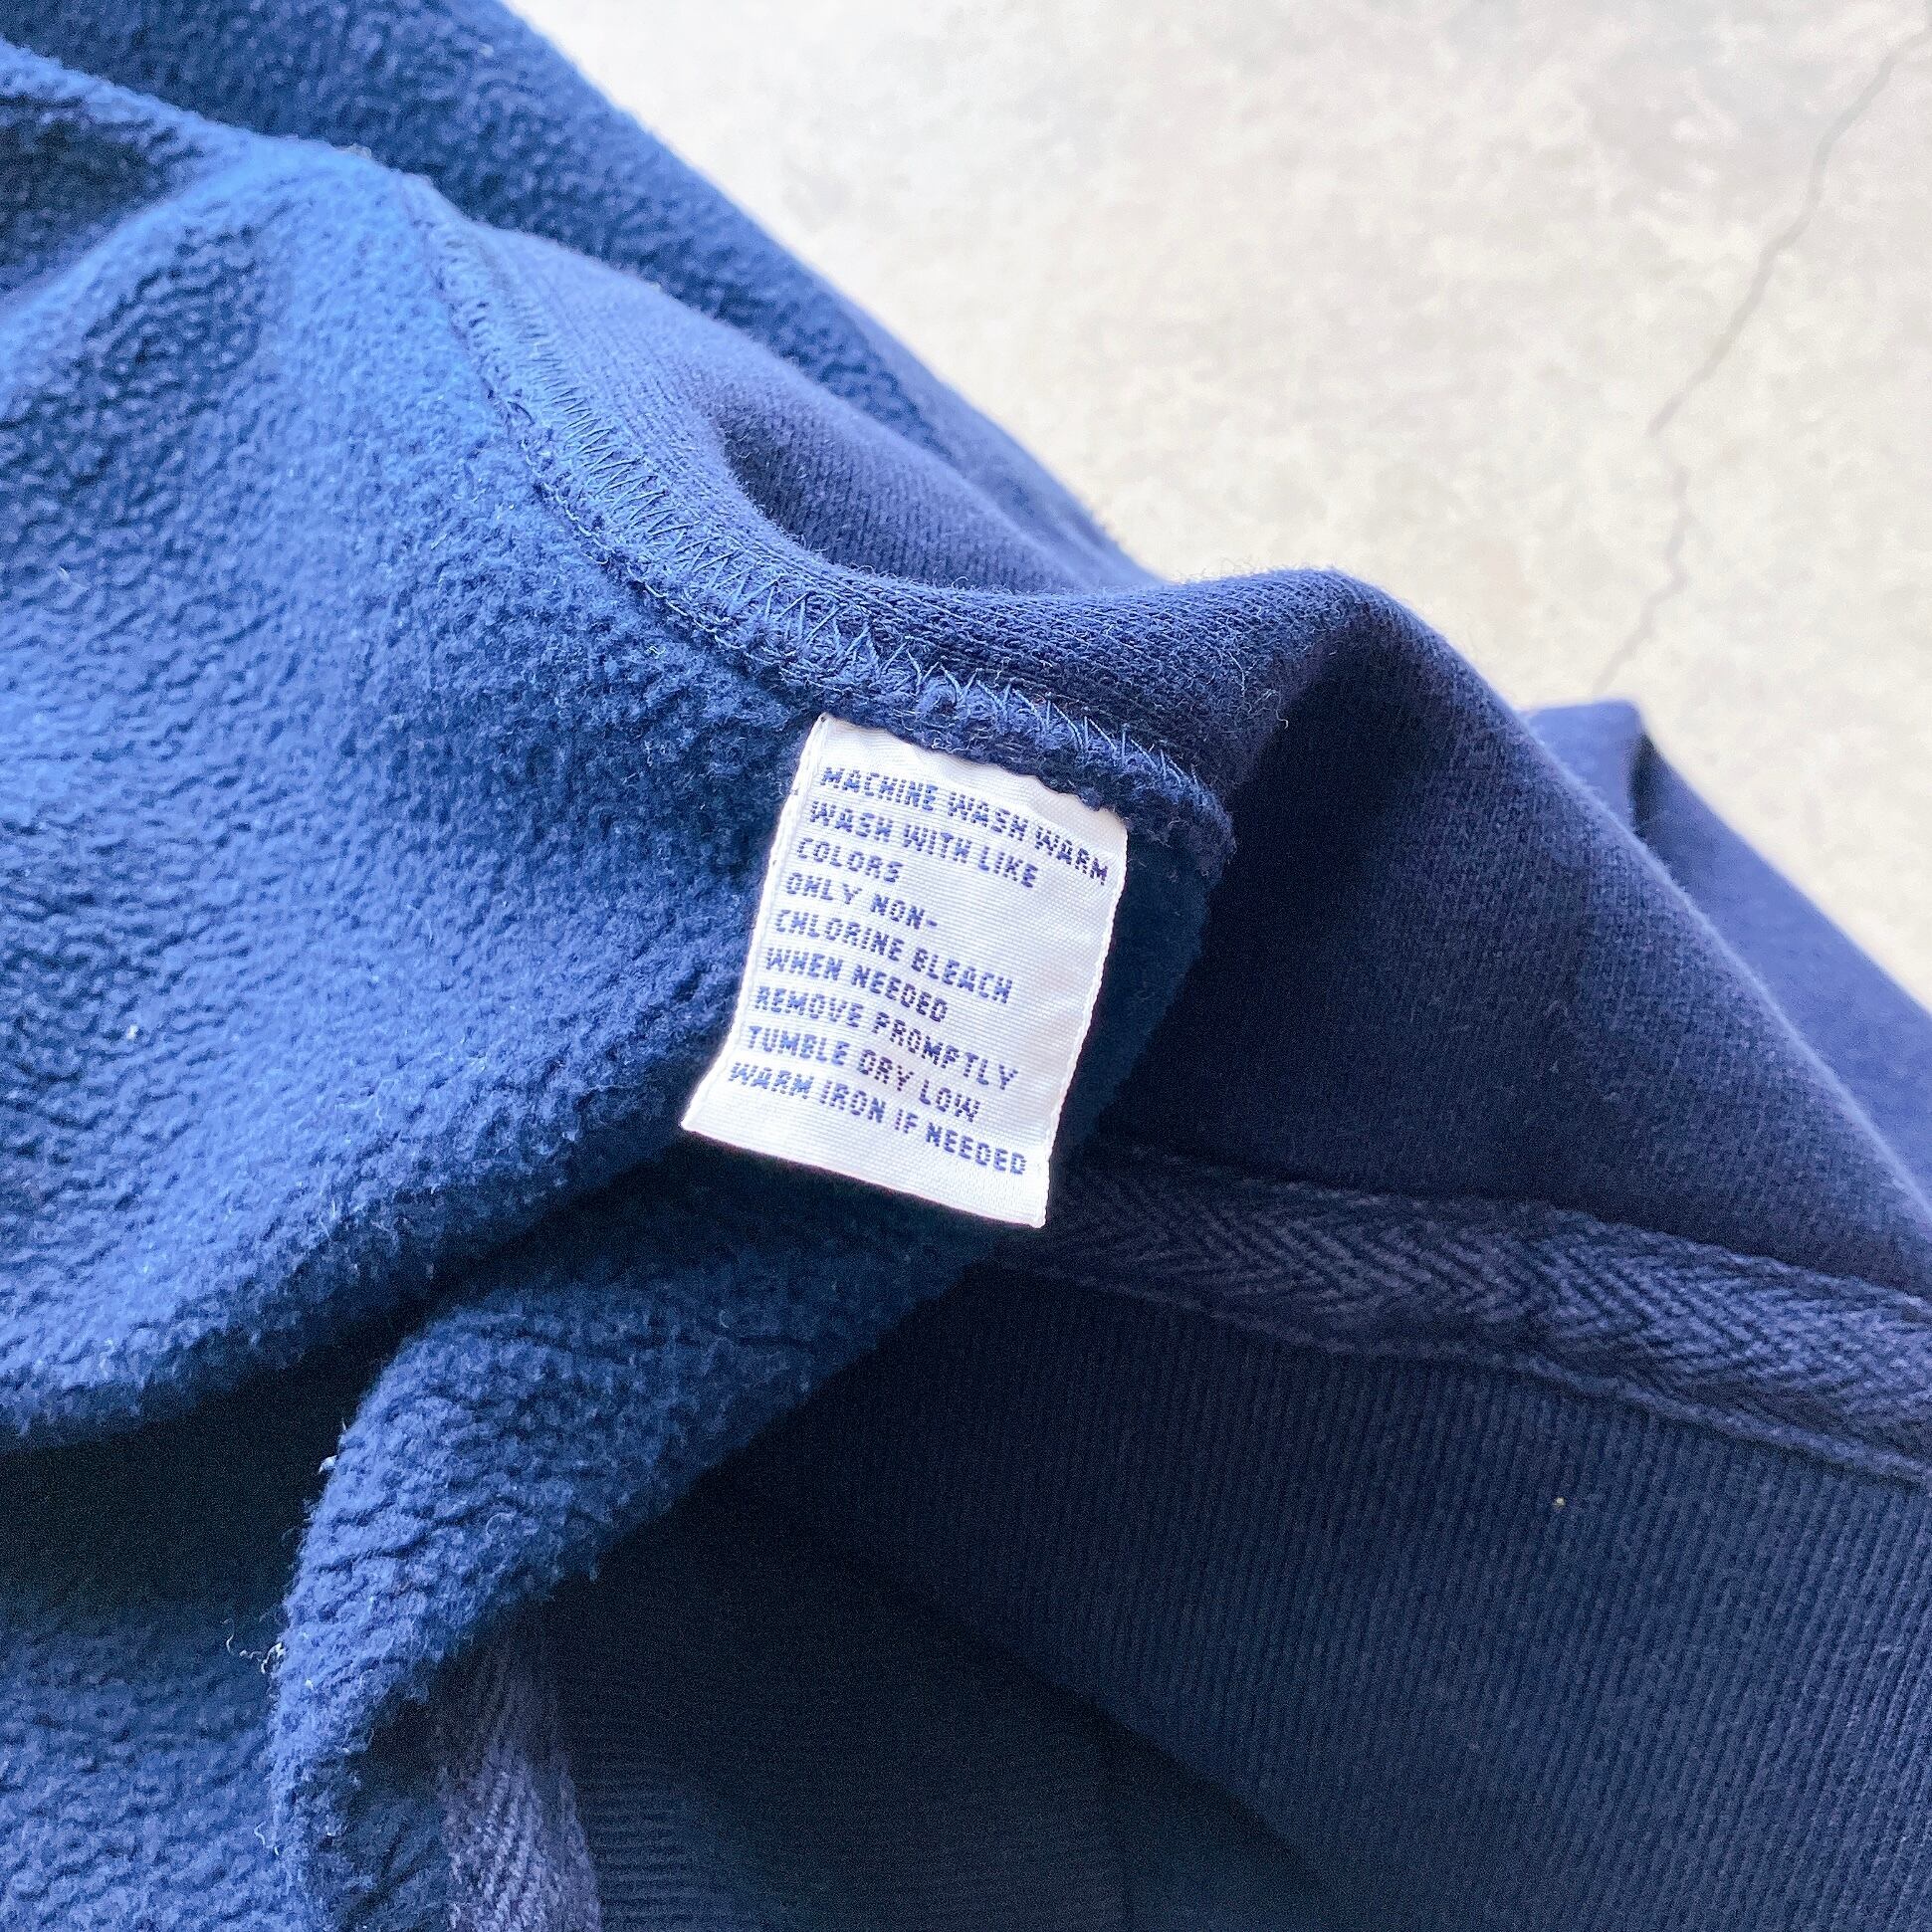 MACHINE WASH WARM
WASH WITH LIKE
COLORS
ONLY NON-
CHLORINE BLEACH
WHEN NEEDED
REMOVE PROMPTLY
TUMBLE DRY LOW
WARM IRON IF NEEDED